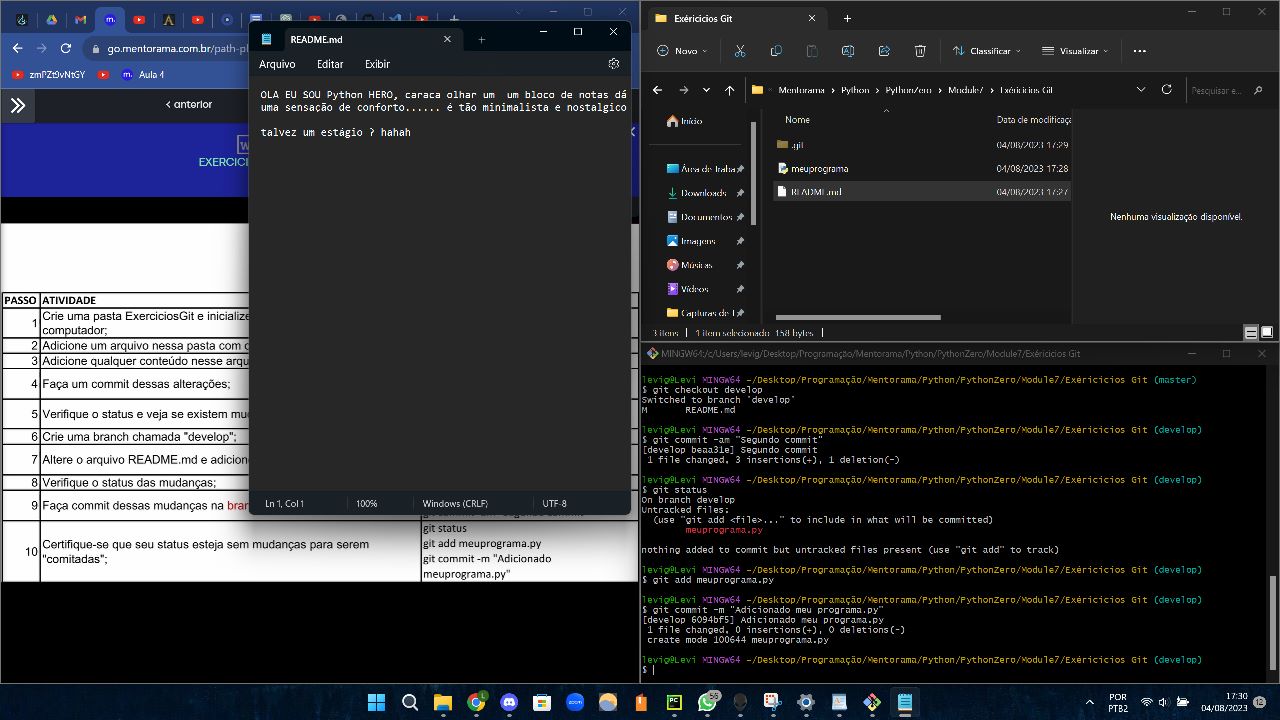 go.mentorama.com.br/path-pl
zmPZt9vNtGY
Aula 4
< anterior
EXERCICI
PASSO ATIVIDADE
1 Crie uma pasta ExerciciosGit e inicialize
computador;
2 Adicione um arquivo nessa pasta com o
3 Adicione qualquer conteúdo nesse arqu
4 Faça um commit dessas alterações;
5 Verifique o status e veja se existem mud
6 Crie uma branch chamada "develop";
7 Altere o arquivo README.md e adicion
8 Verifique o status das mudanças;
9 Faça commit dessas mudanças na bran
10 Certifique-se que seu status esteja sem mudanças para serem
"comitadas";
git status
git add meuprograma.py
git commit -m "Adicionado
meuprograma.py"
README.md
Arquivo Editar Exibir
OLA EU SOU Python HERO, caraca olhar um  um bloco de notas dá
uma sensação de conforto...... é tão minimalista e nostalgico
talvez um estágio ? hahah
Ln 1, Col 1 100% Windows (CRLF) UTF-8
Exéricicios Git
Novo Classificar Visualizar
Mentorama > Python > PythonZero > Module7 > Exéricicios Git
Pesquisar e...
Início
Área de Traba
Downloads
Documentos
Imagens
Músicas
Vídeos
Capturas de T
Nome Data de modificaç
.git 04/08/2023 17:29
meuprograma 04/08/2023 17:28
README.md 04/08/2023 17:27
Nenhuma visualização disponível.
3 itens 1 item selecionado 158 bytes
MINGW64:/c/Users/levig/Desktop/Programação/Mentorama/Python/PythonZero/Module7/Exéricicios Git
levig@Levi MINGW64 ~/Desktop/Programação/Mentorama/Python/PythonZero/Module7/Exéricicios Git (master)
$ git checkout develop
Switched to branch 'develop'
M README.md
levig@Levi MINGW64 ~/Desktop/Programação/Mentorama/Python/PythonZero/Module7/Exéricicios Git (develop)
$ git commit -am "Segundo commit"
[develop beaa31e] Segundo commit
1 file changed, 3 insertions(+), 1 deletion(-)
levig@Levi MINGW64 ~/Desktop/Programação/Mentorama/Python/PythonZero/Module7/Exéricicios Git (develop)
$ git status
On branch develop
Untracked files:
(use "git add <file>..." to include in what will be committed)
meuprograma.py
nothing added to commit but untracked files present (use "git add" to track)
levig@Levi MINGW64 ~/Desktop/Programação/Mentorama/Python/PythonZero/Module7/Exéricicios Git (develop)
$ git add meuprograma.py
levig@Levi MINGW64 ~/Desktop/Programação/Mentorama/Python/PythonZero/Module7/Exéricicios Git (develop)
$ git commit -m "Adicionado meu programa.py"
[develop 6094bf5] Adicionado meu programa.py
1 file changed, 0 insertions(+), 0 deletions(-)
create mode 100644 meuprograma.py
levig@Levi MINGW64 ~/Desktop/Programação/Mentorama/Python/PythonZero/Module7/Exéricicios Git (develop)
$
zoom
56
POR
PTB2
17:30
04/08/2023